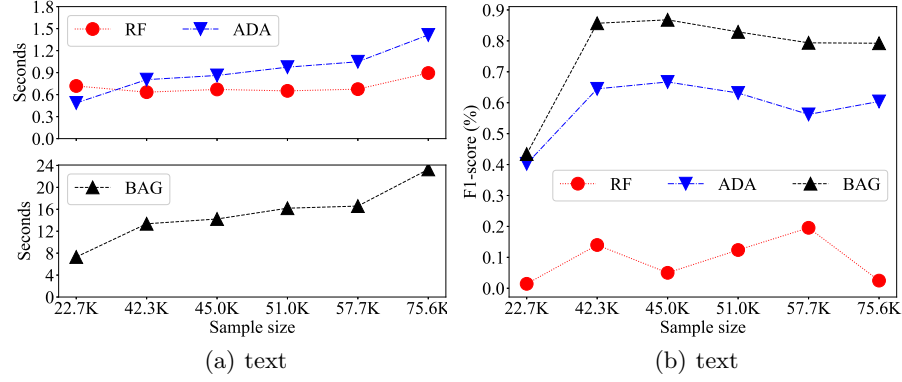 1.8
1.5
1.2
0.9
0.6
0.3
0.0
Seconds
RF ADA
24
20
16
12
8
4
0
Seconds
BAG
22.7K 42.3K 45.0K 51.0K 57.7K 75.6K
Sample size
(a) text
0.9
0.8
0.7
0.6
0.5
0.4
0.3
0.2
0.1
0.0
F1-score (%)
RF ADA BAG
22.7K 42.3K 45.0K 51.0K 57.7K 75.6K
Sample size
(b) text